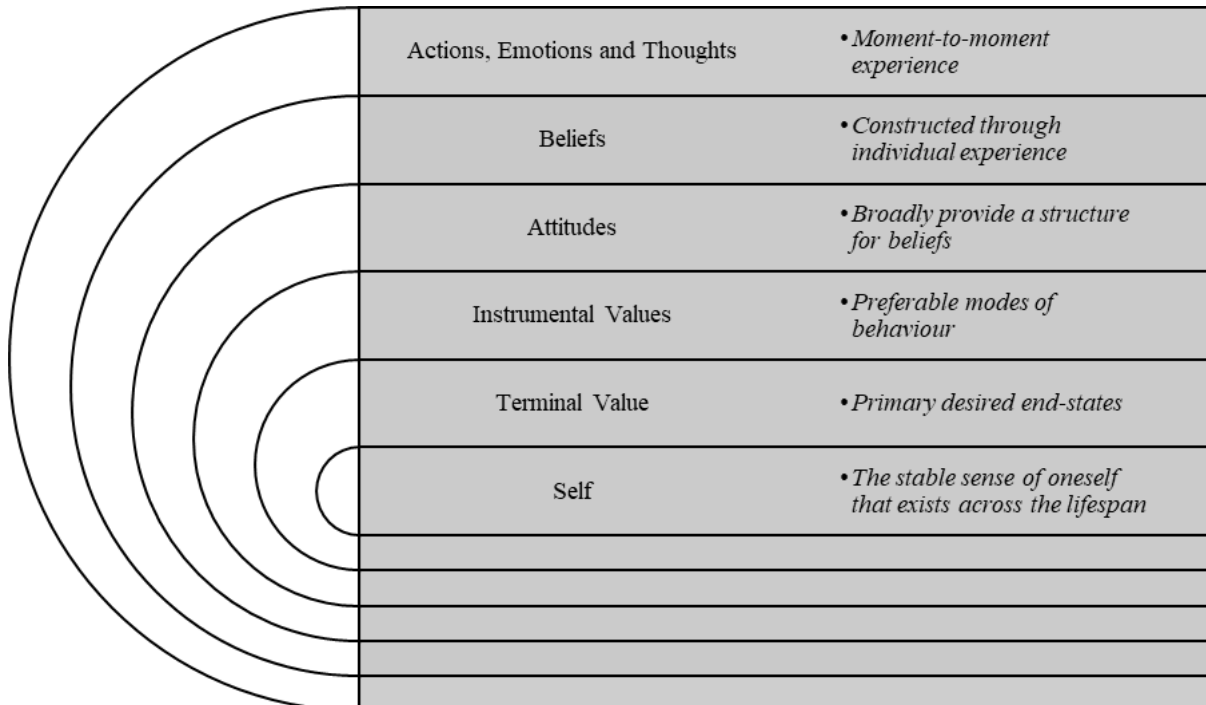 Actions, Emotions and Thoughts
• Moment-to-moment
experience
Beliefs
• Constructed through
individual experience
Attitudes
• Broadly provide a structure
for beliefs
Instrumental Values
• Preferable modes of
behaviour
Terminal Value
• Primary desired end-states
Self
• The stable sense of oneself
that exists across the lifespan